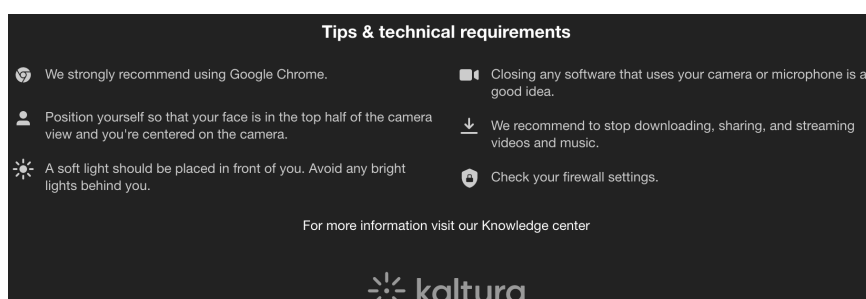 Tips & technical requirements
We strongly recommend using Google Chrome.
Position yourself so that your face is in the top half of the camera
view and you're centered on the camera.
A soft light should be placed in front of you. Avoid any bright
lights behind you.
Closing any software that uses your camera or microphone is a
good idea.
We recommend to stop downloading, sharing, and streaming
videos and music.
Check your firewall settings.
For more information visit our Knowledge center
kaltura